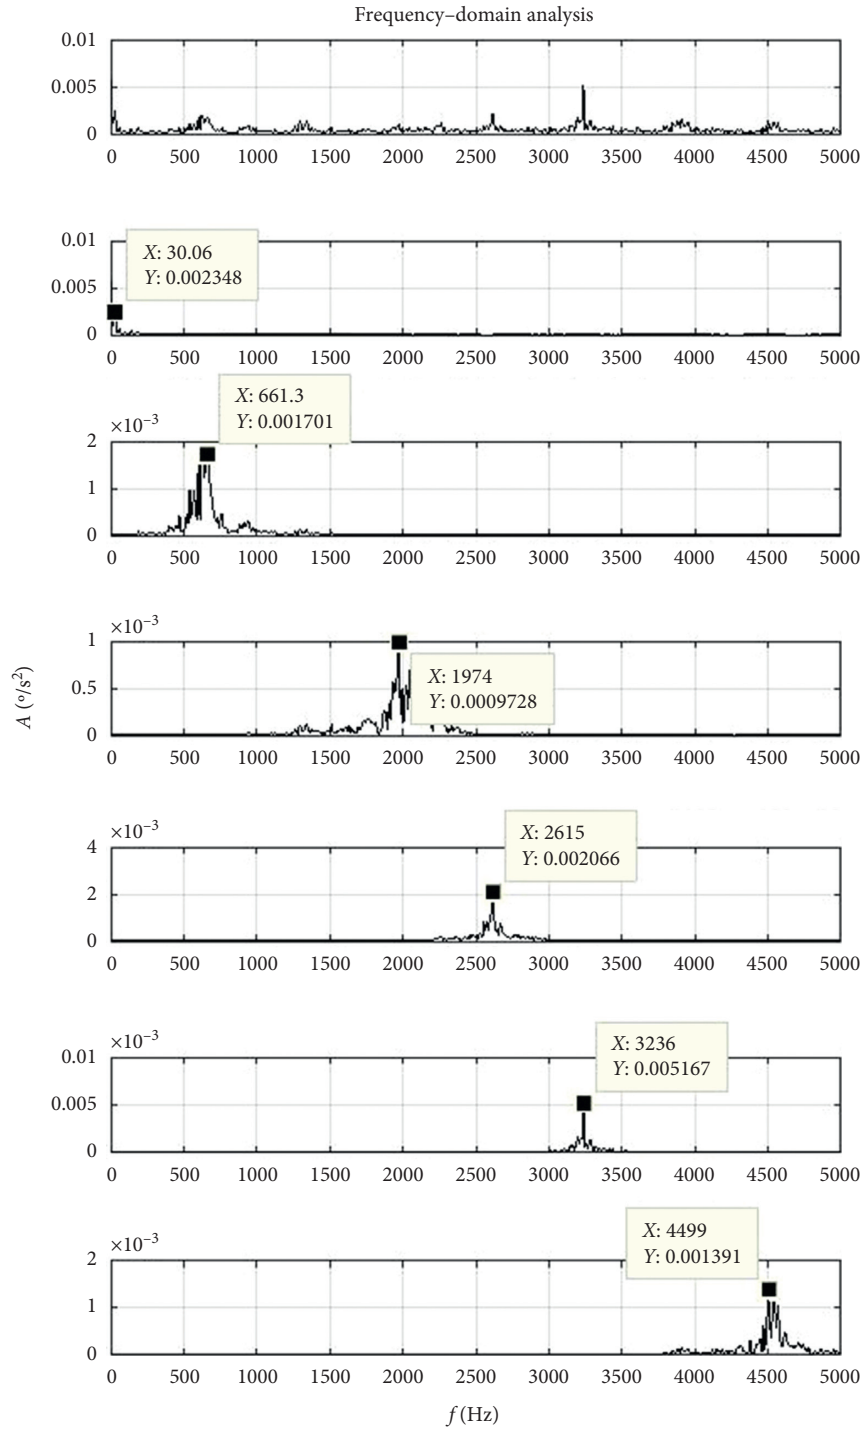 Frequency–domain analysis
0.01
0.005
0
0 500 1000 1500 2000 2500 3000 3500 4000 4500 5000
0.01
X: 30.06
Y: 0.002348
0.005
0
0 500 1000 1500 2000 2500 3000 3500 4000 4500 5000
X: 661.3
Y: 0.001701
×10⁻³
2
1
0
0 500 1000 1500 2000 2500 3000 3500 4000 4500 5000
×10⁻³
1
X: 1974
Y: 0.0009728
0.5
0
0 500 1000 1500 2000 2500 3000 3500 4000 4500 5000
A (°/s²)
X: 2615
Y: 0.002066
×10⁻³
4
2
0
0 500 1000 1500 2000 2500 3000 3500 4000 4500 5000
X: 3236
Y: 0.005167
×10⁻³
0.01
0.005
0
0 500 1000 1500 2000 2500 3000 3500 4000 4500 5000
X: 4499
Y: 0.001391
×10⁻³
2
1
0
0 500 1000 1500 2000 2500 3000 3500 4000 4500 5000
f (Hz)